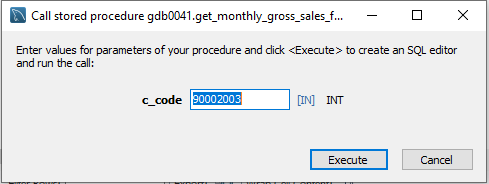 Call stored procedure gdb0041.get_monthly_gross_sales_f...
Enter values for parameters of your procedure and click <Execute> to create an SQL editor
and run the call:
c_code 90002003 [IN] INT
Execute Cancel